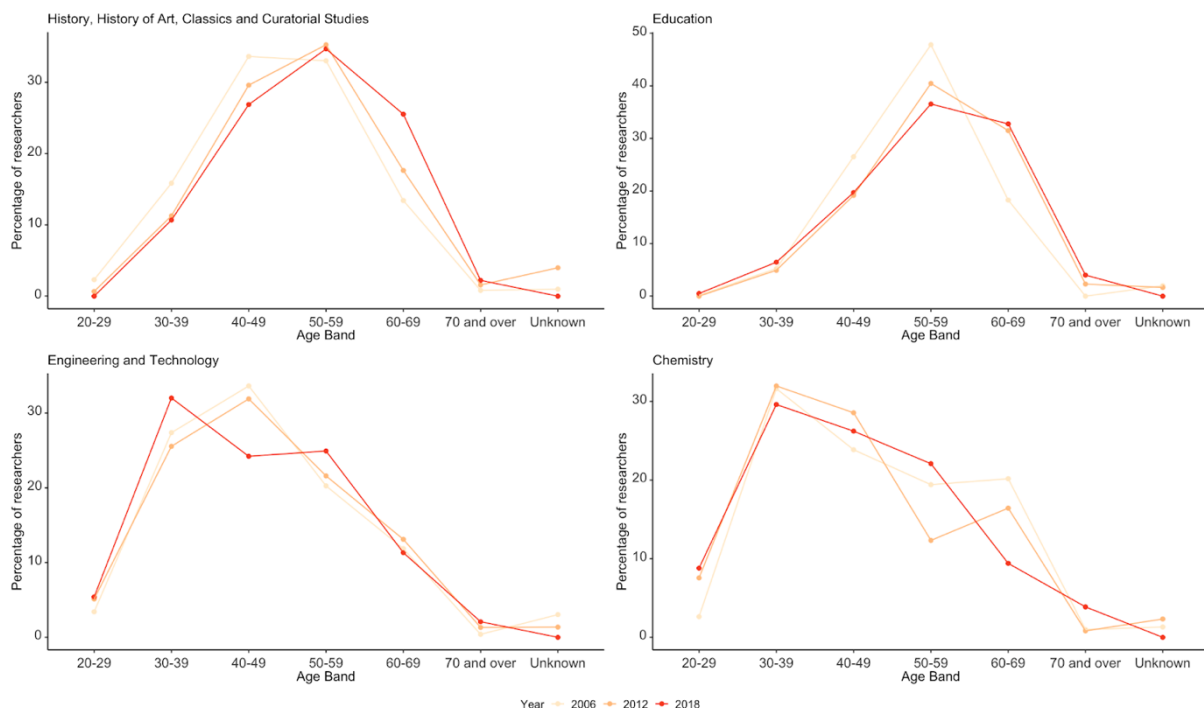 History, History of Art, Classics and Curatorial Studies
Percentage of researchers
30
20
10
0
20-29 30-39 40-49 50-59 60-69 70 and over Unknown
Age Band
Education
Percentage of researchers
50
40
30
20
10
0
20-29 30-39 40-49 50-59 60-69 70 and over Unknown
Age Band
Engineering and Technology
Percentage of researchers
30
20
10
0
20-29 30-39 40-49 50-59 60-69 70 and over Unknown
Age Band
Chemistry
Percentage of researchers
30
20
10
0
20-29 30-39 40-49 50-59 60-69 70 and over Unknown
Age Band
Year 2006 2012 2018